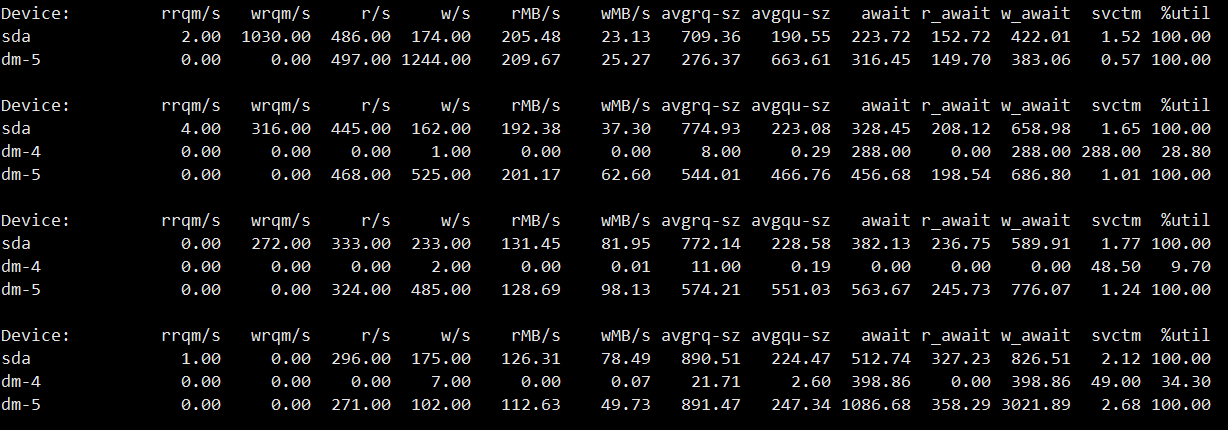 Device: rrqm/s wrqm/s r/s w/s rMB/s wMB/s avgrq-sz avgqu-sz await r_await w_await svctm %util
sda 2.00 1030.00 486.00 174.00 205.48 23.13 709.36 190.55 223.72 152.72 422.01 1.52 100.00
dm-5 0.00 0.00 497.00 1244.00 209.67 25.27 276.37 663.61 316.45 149.70 383.06 0.57 100.00
Device: rrqm/s wrqm/s r/s w/s rMB/s wMB/s avgrq-sz avgqu-sz await r_await w_await svctm %util
sda 4.00 316.00 445.00 162.00 192.38 37.30 774.93 223.08 328.45 208.12 658.98 1.65 100.00
dm-4 0.00 0.00 0.00 1.00 0.00 0.00 8.00 0.29 288.00 0.00 288.00 288.00 28.80
dm-5 0.00 0.00 468.00 525.00 201.17 62.60 544.01 466.76 456.68 198.54 686.80 1.01 100.00
Device: rrqm/s wrqm/s r/s w/s rMB/s wMB/s avgrq-sz avgqu-sz await r_await w_await svctm %util
sda 0.00 272.00 333.00 233.00 131.45 81.95 772.14 228.58 382.13 236.75 589.91 1.77 100.00
dm-4 0.00 0.00 0.00 2.00 0.00 0.01 11.00 0.19 0.00 0.00 0.00 48.50 9.70
dm-5 0.00 0.00 324.00 485.00 128.69 98.13 574.21 551.03 563.67 245.73 776.07 1.24 100.00
Device: rrqm/s wrqm/s r/s w/s rMB/s wMB/s avgrq-sz avgqu-sz await r_await w_await svctm %util
sda 1.00 0.00 296.00 175.00 126.31 78.49 890.51 224.47 512.74 327.23 826.51 2.12 100.00
dm-4 0.00 0.00 0.00 7.00 0.00 0.07 21.71 2.60 398.86 0.00 398.86 49.00 34.30
dm-5 0.00 0.00 271.00 102.00 112.63 49.73 891.47 247.34 1086.68 358.29 3021.89 2.68 100.00